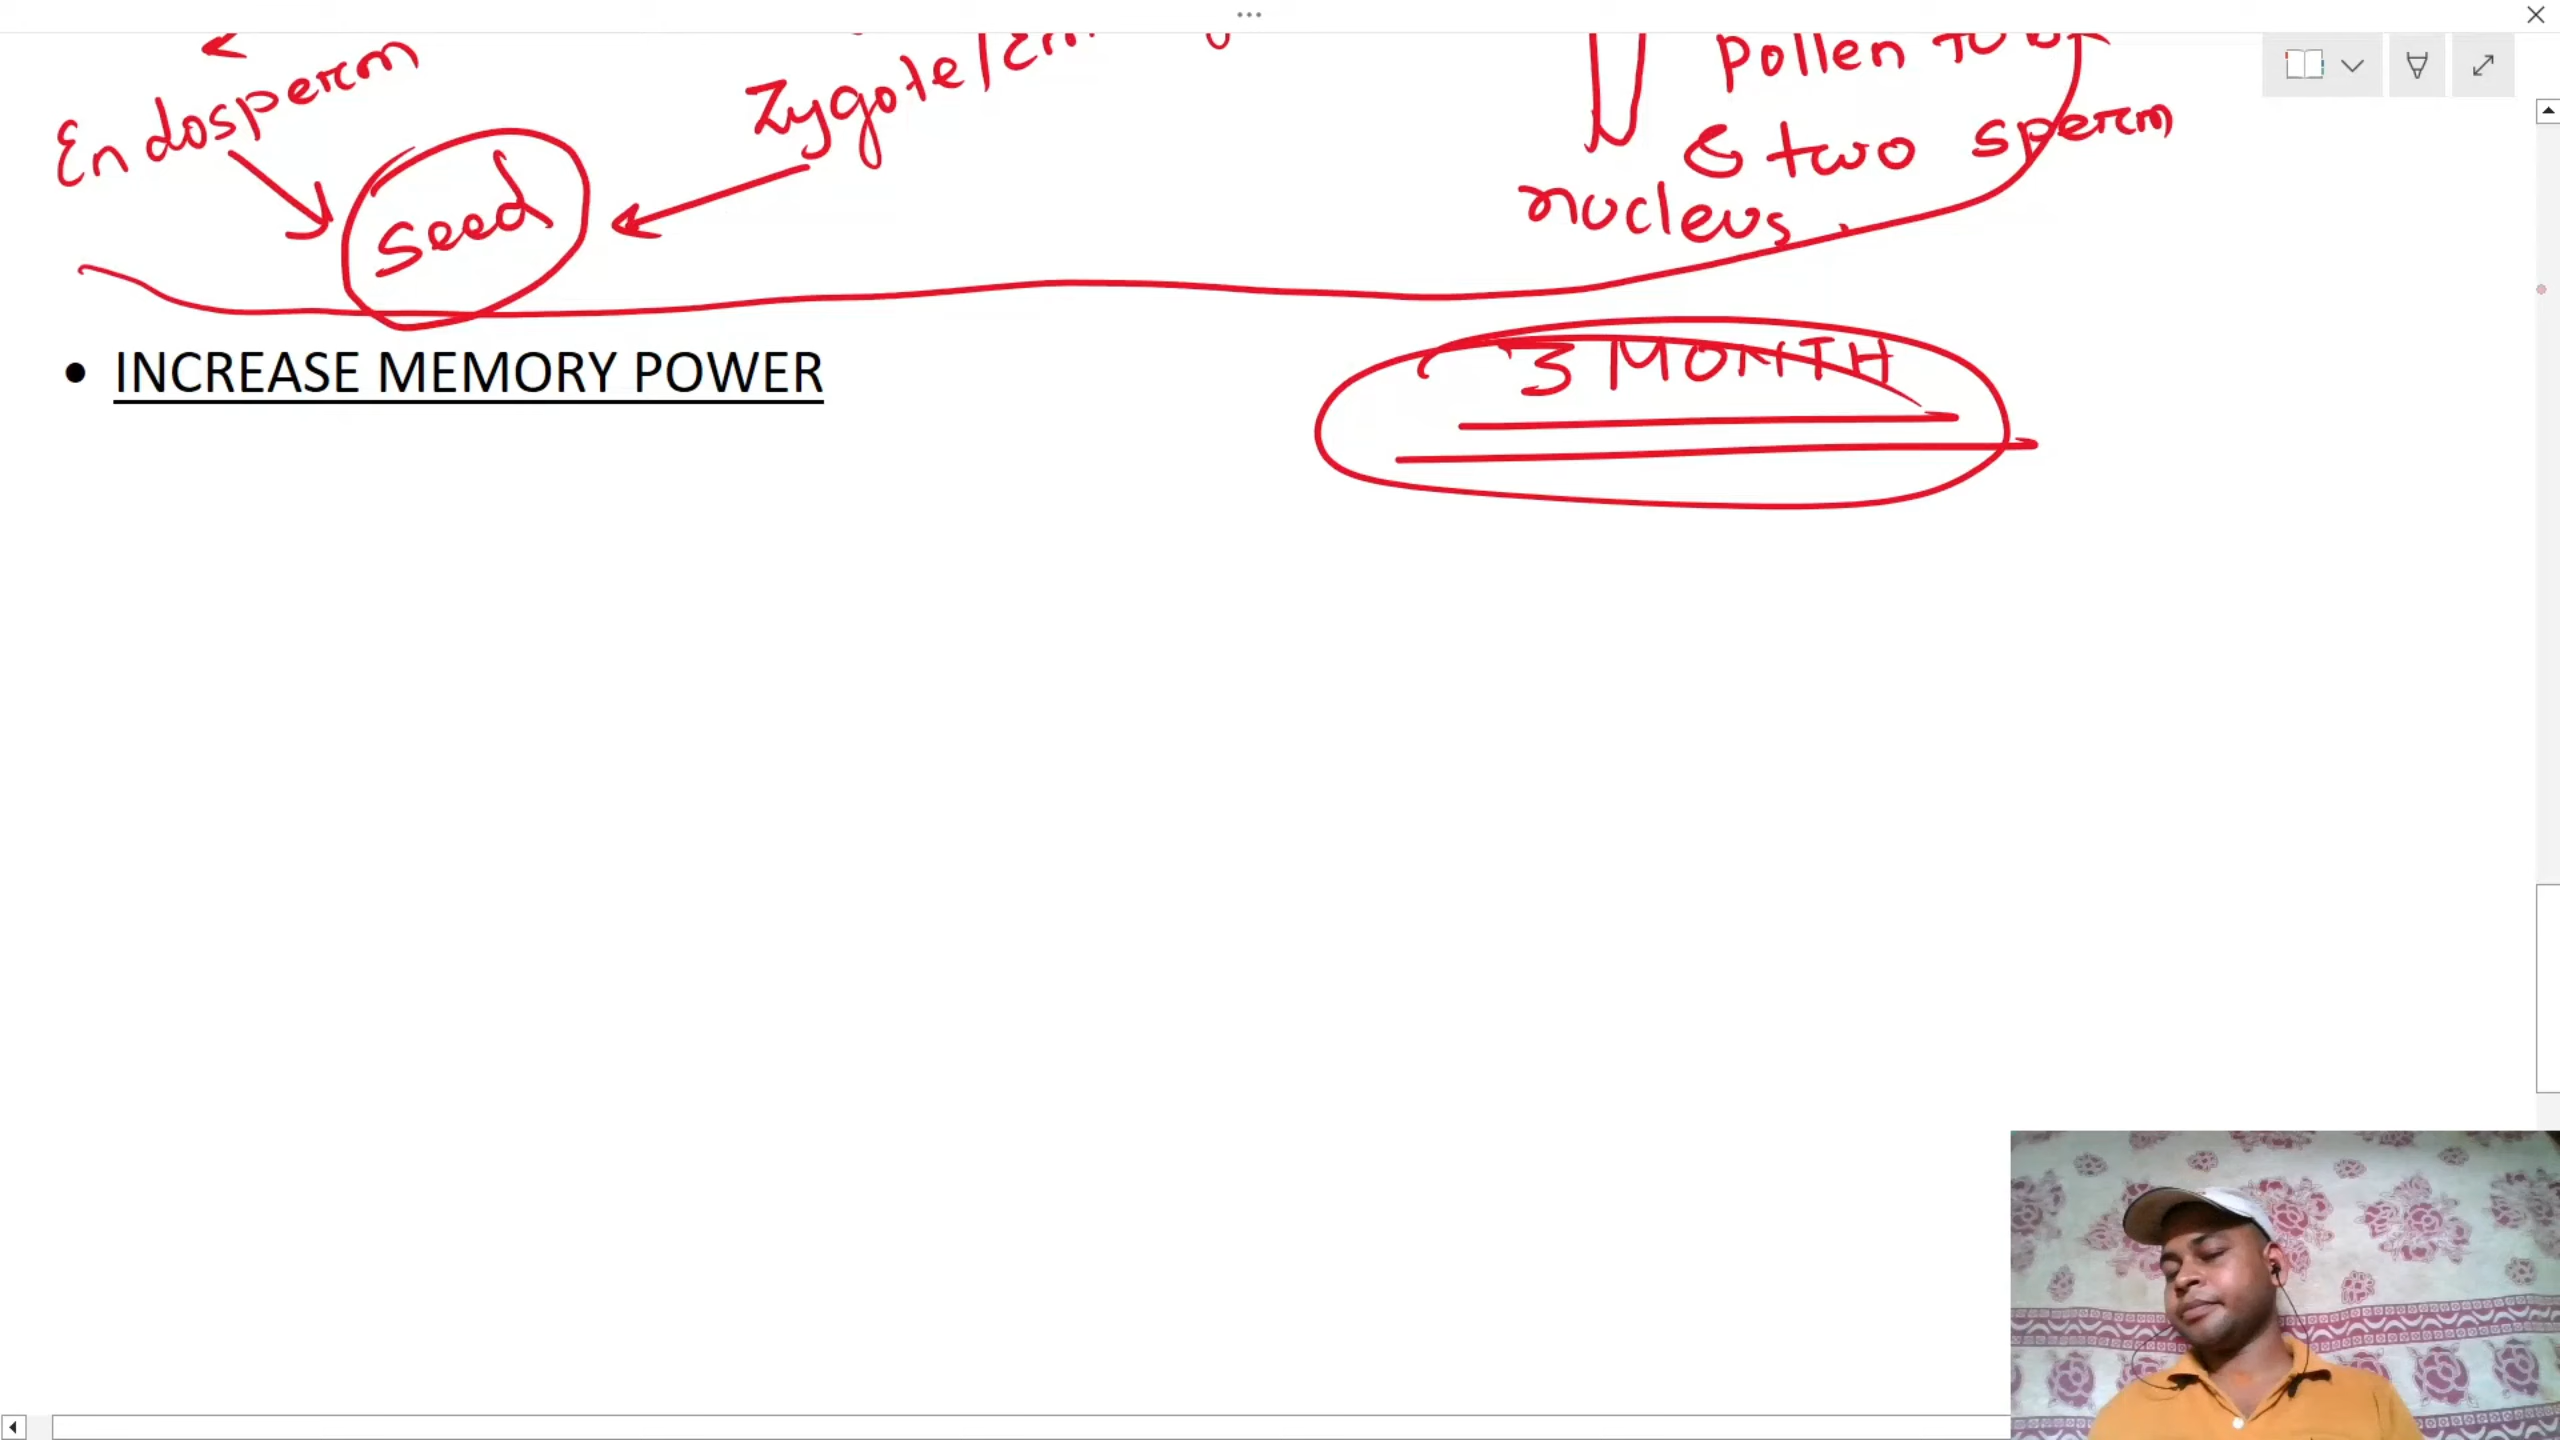 Endosperm
Zygote/
Pollen
& two sperm
nucleus.
Seed
• INCREASE MEMORY POWER
3 MONTH